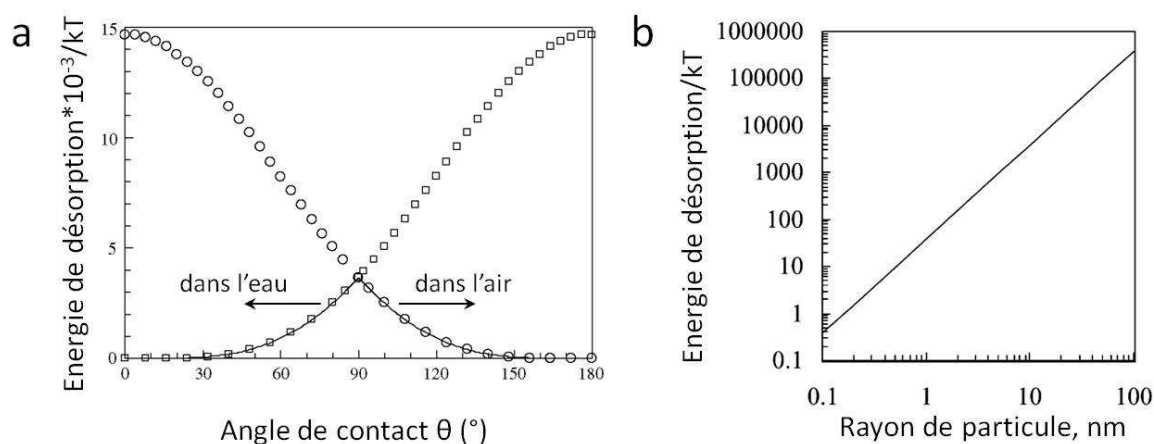 a
Energie de désorption*10⁻³/kT
15
10
5
0
dans l'eau
dans l'air
0 30 60 90 120 150 180
Angle de contact θ (°)
b
Energie de désorption/kT
1000000
100000
10000
1000
100
10
1
0.1
0.1 1 10 100
Rayon de particule, nm